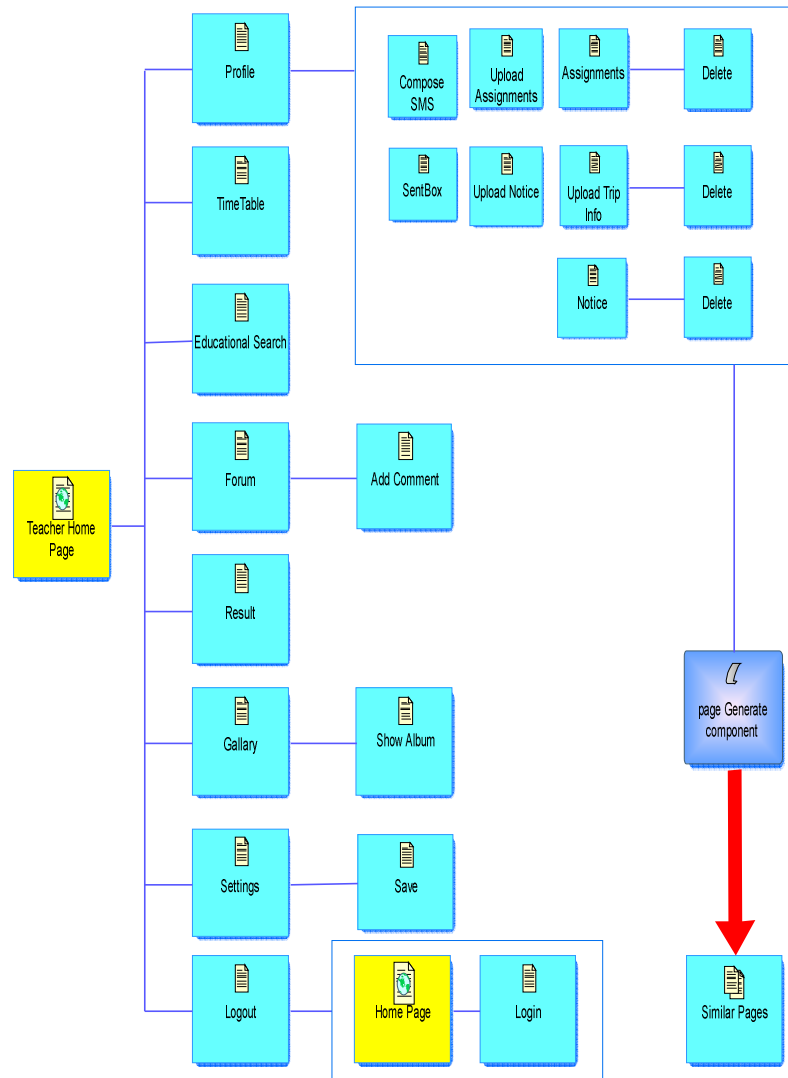 Profile
Compose
SMS
Upload
Assignments
Assignments
Delete
TimeTable
SentBox
Upload Notice
Upload Trip
Info
Delete
Notice
Delete
Educational Search
Forum
Add Comment
Teacher Home
Page
Result
page Generate
component
Gallary
Show Album
Settings
Save
Logout
Home Page
Login
Similar Pages